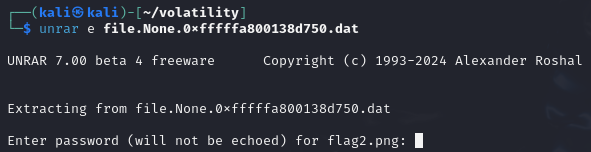 ┌──(kali㉿kali)-[~/volatility]
└─$ unrar e file.None.0×fffffa800138d750.dat
UNRAR 7.00 beta 4 freeware      Copyright (c) 1993-2024 Alexander Roshal
Extracting from file.None.0×fffffa800138d750.dat
Enter password (will not be echoed) for flag2.png: